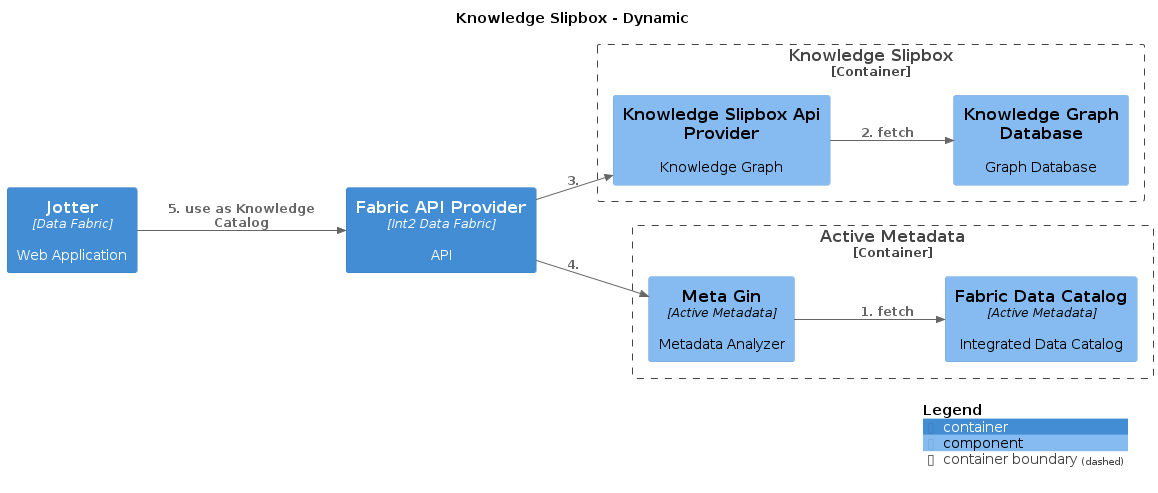 Knowledge Slipbox - Dynamic
Knowledge Slipbox
[Container]
Knowledge Slipbox Api
Provider
Knowledge Graph
2. fetch
Knowledge Graph
Database
Graph Database
Jotter
[Data Fabric]
Web Application
5. use as Knowledge
Catalog
Fabric API Provider
[Int2 Data Fabric]
API
3.
4.
Active Metadata
[Container]
Meta Gin
[Active Metadata]
Metadata Analyzer
1. fetch
Fabric Data Catalog
[Active Metadata]
Integrated Data Catalog
Legend
container
component
container boundary (dashed)